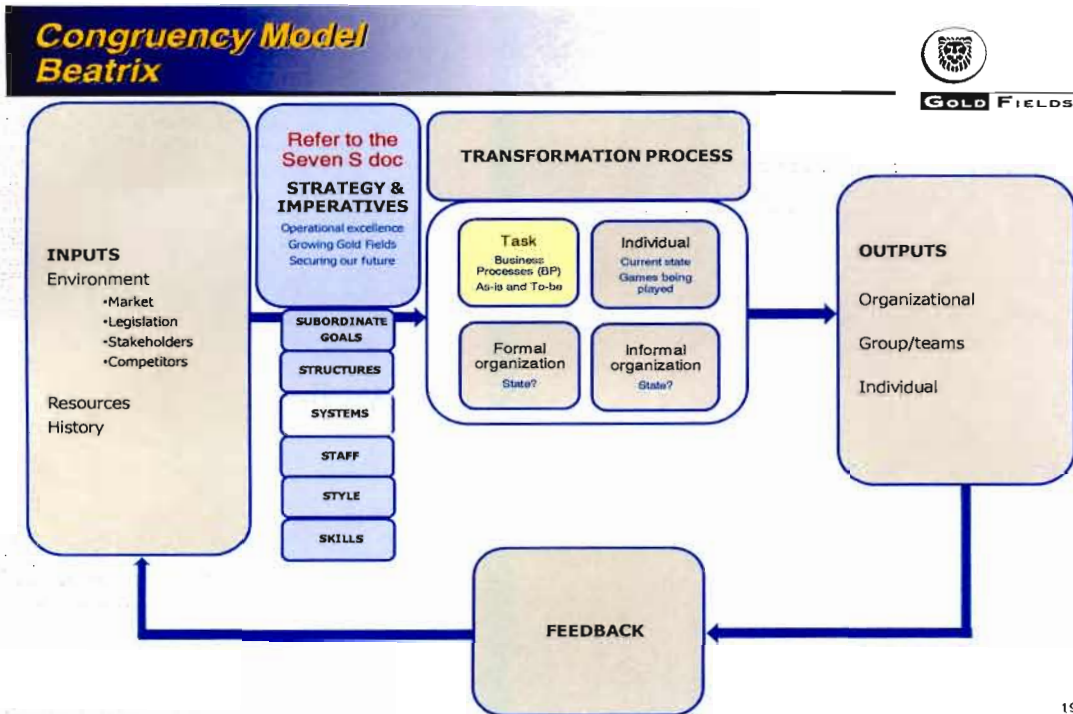 Congruency Model
Beatrix
GOLD FIELDS
INPUTS
Environment
•Market
•Legislation
•Stakeholders
•Competitors
Resources
History
Refer to the
Seven S doc
STRATEGY &
IMPERATIVES
Operational excellence
Growing Gold Fields
Securing our future
SUBORDINATE
GOALS
STRUCTURES
SYSTEMS
STAFF
STYLE
SKILLS
TRANSFORMATION PROCESS
Task
Business
Processes (BP)
As-is and To-be
Individual
Current state
Games being
played
Formal
organization
State?
Informal
organization
State?
OUTPUTS
Organizational
Group/teams
Individual
FEEDBACK
19